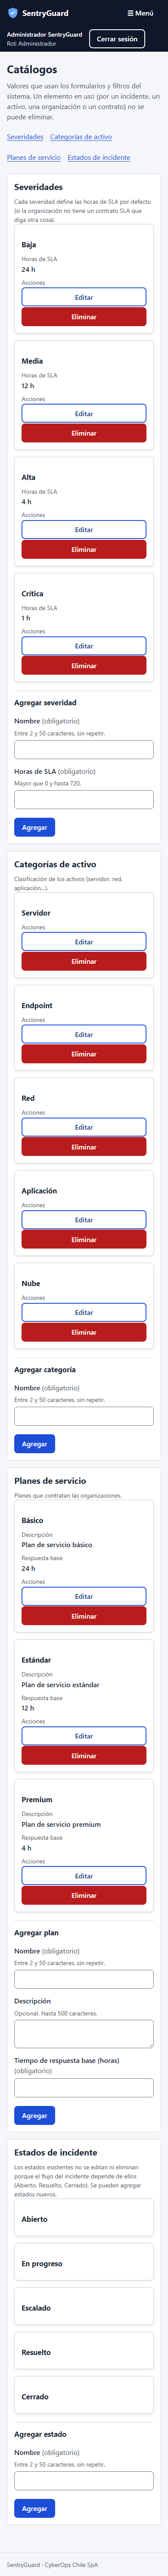 SentryGuard
☰ Menú
Administrador SentryGuard
Rol: Administrador
Cerrar sesión
Catálogos
Valores que usan los formularios y filtros del
sistema. Un elemento en uso (por un incidente, un
activo, una organización o un contrato) no se
puede eliminar.
Severidades Categorías de activo
Planes de servicio Estados de incidente
Severidades
Cada severidad define las horas de SLA por defecto
(si la organización no tiene un contrato SLA que
diga otra cosa).
Baja
Horas de SLA
24 h
Acciones
Editar
Eliminar
Media
Horas de SLA
12 h
Acciones
Editar
Eliminar
Alta
Horas de SLA
4 h
Acciones
Editar
Eliminar
Crítica
Horas de SLA
1 h
Acciones
Editar
Eliminar
Agregar severidad
Nombre (obligatorio)
Entre 2 y 50 caracteres, sin repetir.
Horas de SLA (obligatorio)
Mayor que 0 y hasta 720.
Agregar
Categorías de activo
Clasificación de los activos (servidor, red,
aplicación…).
Servidor
Acciones
Editar
Eliminar
Endpoint
Acciones
Editar
Eliminar
Red
Acciones
Editar
Eliminar
Aplicación
Acciones
Editar
Eliminar
Nube
Acciones
Editar
Eliminar
Agregar categoría
Nombre (obligatorio)
Entre 2 y 50 caracteres, sin repetir.
Agregar
Planes de servicio
Planes que contratan las organizaciones.
Básico
Descripción
Plan de servicio básico
Respuesta base
24 h
Acciones
Editar
Eliminar
Estándar
Descripción
Plan de servicio estándar
Respuesta base
12 h
Acciones
Editar
Eliminar
Premium
Descripción
Plan de servicio premium
Respuesta base
4 h
Acciones
Editar
Eliminar
Agregar plan
Nombre (obligatorio)
Entre 2 y 50 caracteres, sin repetir.
Descripción
Opcional. Hasta 500 caracteres.
Tiempo de respuesta base (horas)
(obligatorio)
Agregar
Estados de incidente
Los estados existentes no se editan ni eliminan
porque el flujo del incidente depende de ellos
(Abierto, Resuelto, Cerrado). Se pueden agregar
estados nuevos.
Abierto
En progreso
Escalado
Resuelto
Cerrado
Agregar estado
Nombre (obligatorio)
Entre 2 y 50 caracteres, sin repetir.
Agregar
SentryGuard · CyberOps Chile SpA